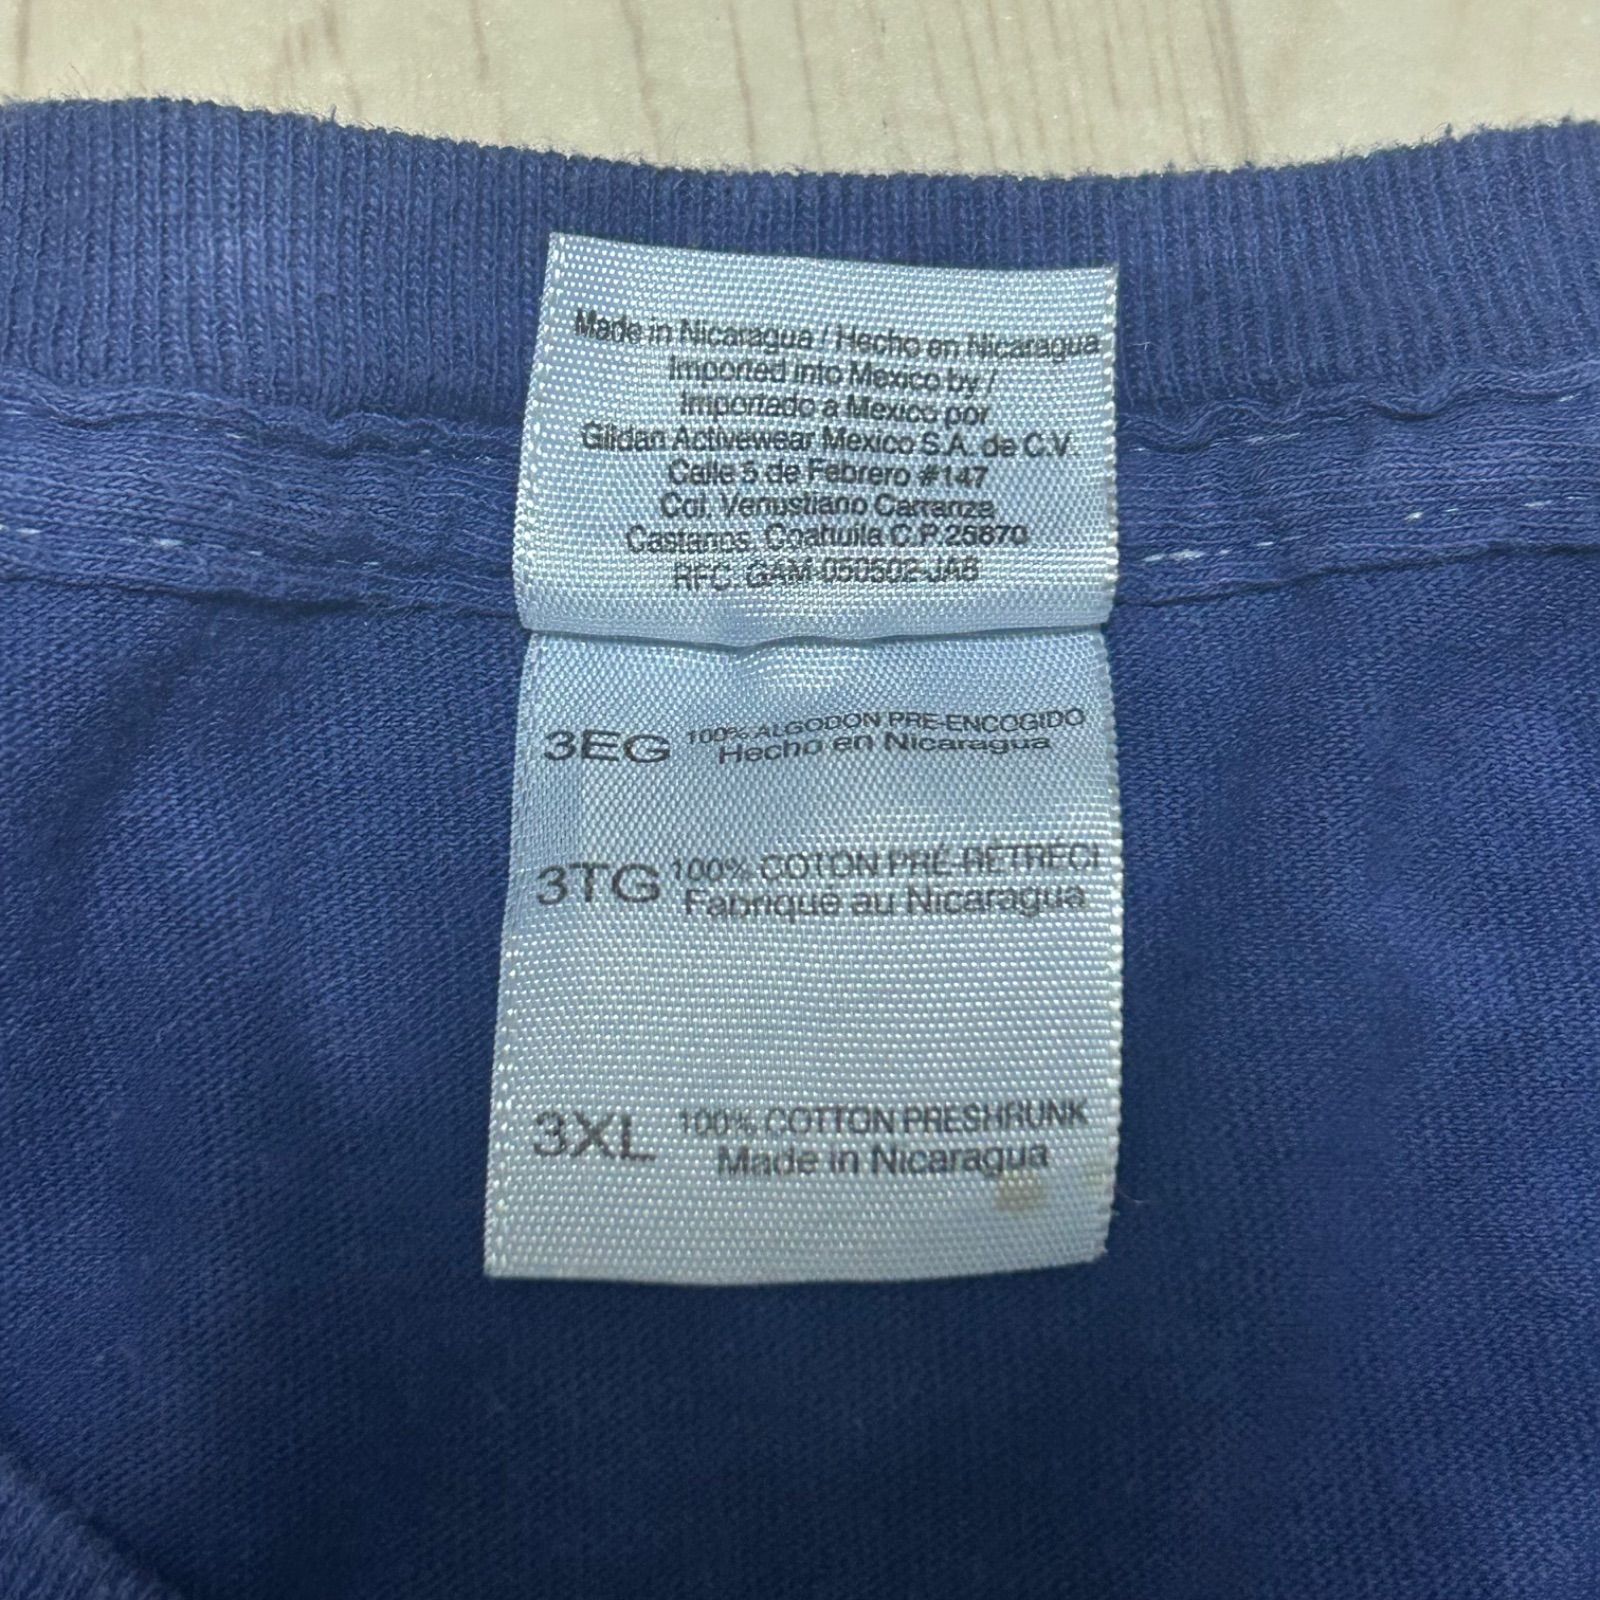 Made in Nicaragua / Hecho en Nicaragua
Imported into Mexico by /
Importado a Mexico por
Gildan Activewear Mexico S.A. de C.V.
Calle 5 de Febrero #147
Col. Venustiano Carranza
Castanos, Coahuila C.P.25870
RFC. GAM-050502-JA8
3EG 100% ALGODON PRE-ENCOGIDO
Hecho en Nicaragua
3TG 100% COTON PRÉ-RÉTRÉCI
Fabrique au Nicaragua
3XL 100% COTTON PRESHRUNK
Made in Nicaragua